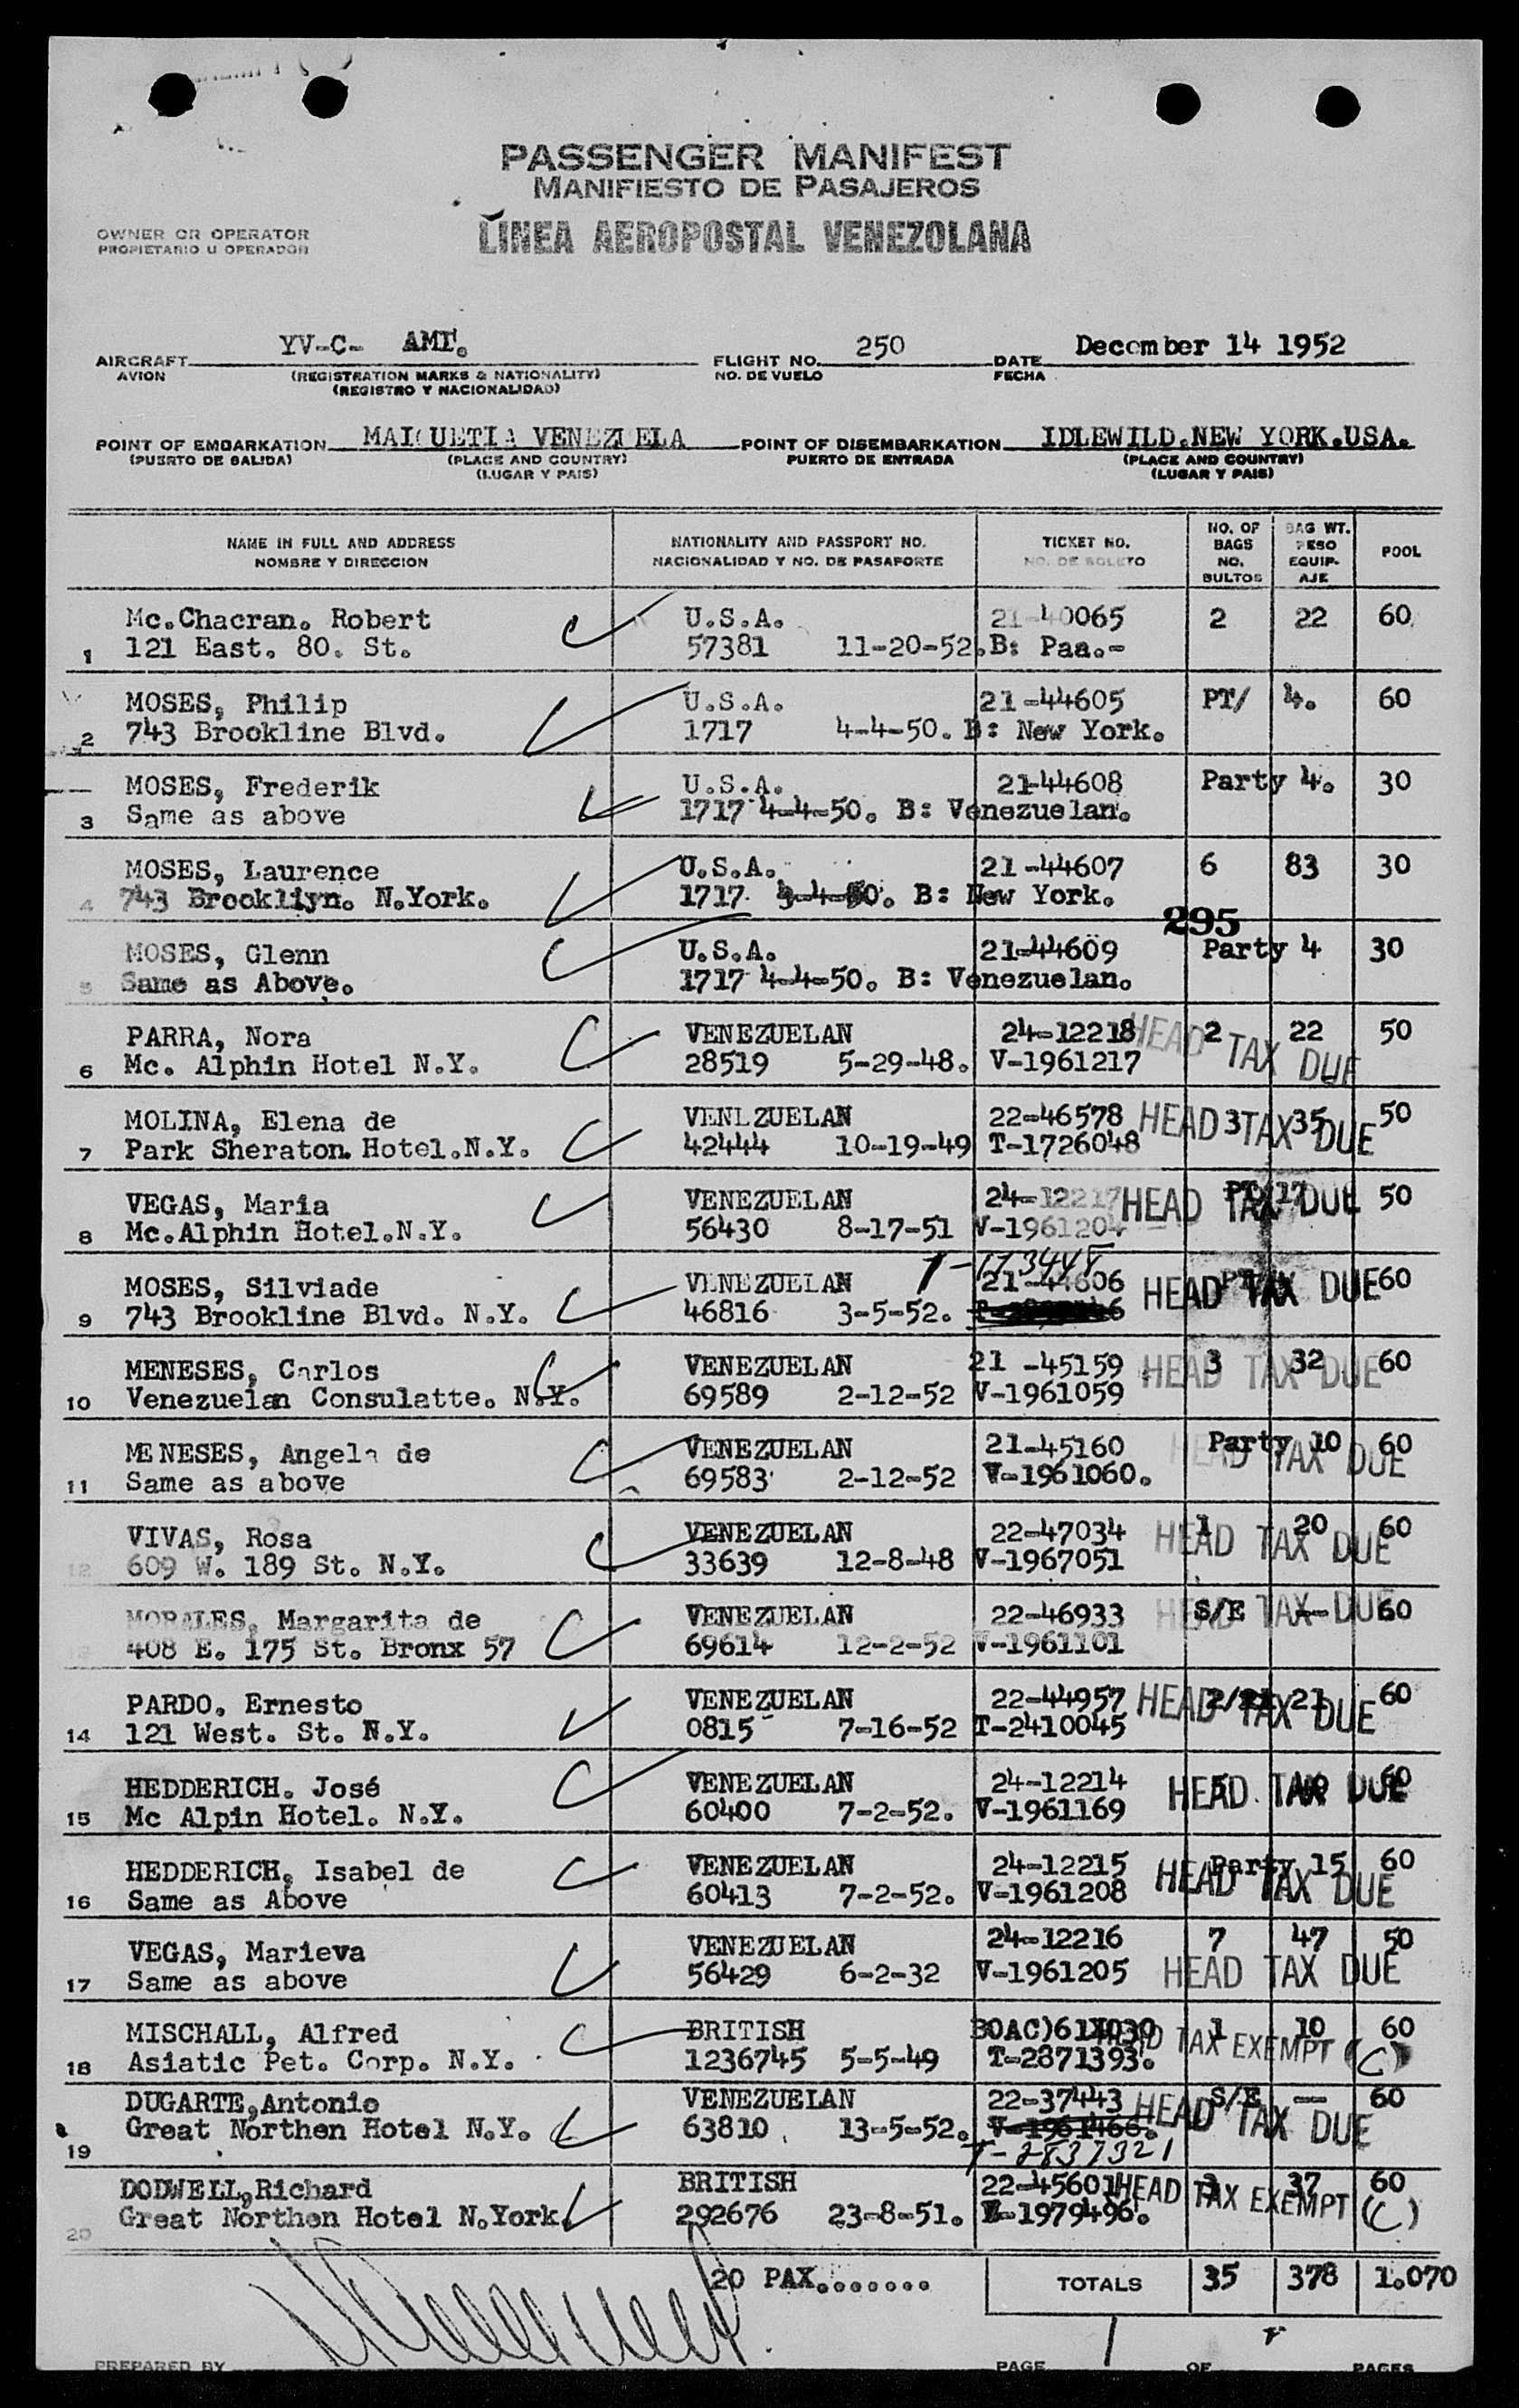 PASSENGER MANIFEST
MANIFIESTO DE PASAJEROS
OWNER OR OPERATOR
PROPIETARIO U OPERADOR
LINEA AEROPOSTAL VENEZOLANA
AIRCRAFT YV-C- AMT. FLIGHT NO. 250 DATE December 14 1952
AVION (REGISTRATION MARKS & NATIONALITY) NO. DE VUELO FECHA
(REGISTRO Y NACIONALIDAD)
POINT OF EMBARKATION MAIQUETIA VENEZUELA POINT OF DISEMBARKATION IDLEWILD.NEW YORK.USA.
(PUERTO DE SALIDA) (PLACE AND COUNTRY) PUERTO DE ENTRADA (PLACE AND COUNTRY)
(LUGAR Y PAIS) (LUGAR Y PAIS)
NAME IN FULL AND ADDRESS NATIONALITY AND PASSPORT NO. TICKET NO. NO. OF BAGS BAG WT. POOL
NOMBRE Y DIRECCION NACIONALIDAD Y NO. DE PASAPORTE NO. DE BOLETO NO. BULTOS PESO EQUIP-AJE
Mc.Chacran. Robert U.S.A. 21-40065 2 22 60
1 121 East. 80. St. 57381 11-20-52. B: Paa.-
MOSES, Philip U.S.A. 21-44605 PT/ 4. 60
2 743 Brookline Blvd. 1717 4-4-50. B: New York.
MOSES, Frederik U.S.A. 21-44608 Party 4. 30
3 Same as above 1717 4-4-50. B: Venezuelan.
MOSES, Laurence U.S.A. 21-44607 6 83 30
4 743 Brookliyn. N.York. 1717 B: New York.
295
MOSES, Glenn U.S.A. 21-44609 Party 4 30
5 Same as Above. 1717 4-4-50. B: Venezuelan.
PARRA, Nora VENEZUELAN 24-12218 2 22 50
6 Mc. Alphin Hotel N.Y. 28519 5-29-48. V-1961217 HEAD TAX DUE
MOLINA, Elena de VENEZUELAN 22-46578 3 35 50
7 Park Sheraton Hotel.N.Y. 42444 10-19-49 T-1726048 HEAD TAX DUE
VEGAS, Maria VENEZUELAN 24-12217 17 50
8 Mc.Alphin Hotel.N.Y. 56430 8-17-51 V-1961204 HEAD TAX DUE
T-173448
MOSES, Silviade VENEZUELAN 21-44606 PT 60
9 743 Brookline Blvd. N.Y. 46816 3-5-52. HEAD TAX DUE
MENESES, Carlos VENEZUELAN 21 -45159 3 32 60
10 Venezuelan Consulatte. N.Y. 69589 2-12-52 V-1961059 HEAD TAX DUE
MENESES, Angela de VENEZUELAN 21-45160 Party 10 60
11 Same as above 69583 2-12-52 V-1961060. HEAD TAX DUE
VIVAS, Rosa VENEZUELAN 22-47034 1 20 60
12 609 W. 189 St. N.Y. 33639 12-8-48 V-1967051 HEAD TAX DUE
MORALES, Margarita de VENEZUELAN 22-46933 S/E -- 60
13 408 E. 175 St. Bronx 57 69614 12-2-52 V-1961101 HEAD TAX DUE
PARDO. Ernesto VENEZUELAN 22-44957 21 60
14 121 West. St. N.Y. 0815 7-16-52 T-2410045 HEAD TAX DUE
HEDDERICH. José VENEZUELAN 24-12214 5 60
15 Mc Alpin Hotel. N.Y. 60400 7-2-52. V-1961169 HEAD TAX DUE
HEDDERICH, Isabel de VENEZUELAN 24-12215 Party 15 60
16 Same as Above 60413 7-2-52. V-1961208 HEAD TAX DUE
VEGAS, Marieva VENEZUELAN 24-12216 7 47 50
17 Same as above 56429 6-2-32 V-1961205 HEAD TAX DUE
MISCHALL, Alfred BRITISH 1 10 60
18 Asiatic Pet. Corp. N.Y. 1236745 5-5-49 T-2871393. HEAD TAX EXEMPT (C)
DUGARTE,Antonio VENEZUELAN 22-37443 S/E -- 60
19 Great Northen Hotel N.Y. 63810 13-5-52. V-1961466. HEAD TAX DUE
T-2837321
DODWELL,Richard BRITISH 22-45601 3 37 60
20 Great Northen Hotel N.York. 292676 23-8-51. -1979496. HEAD TAX EXEMPT (C)
20 PAX....... TOTALS 35 378 1.070
PREPARED BY PAGE 1 OF PAGES